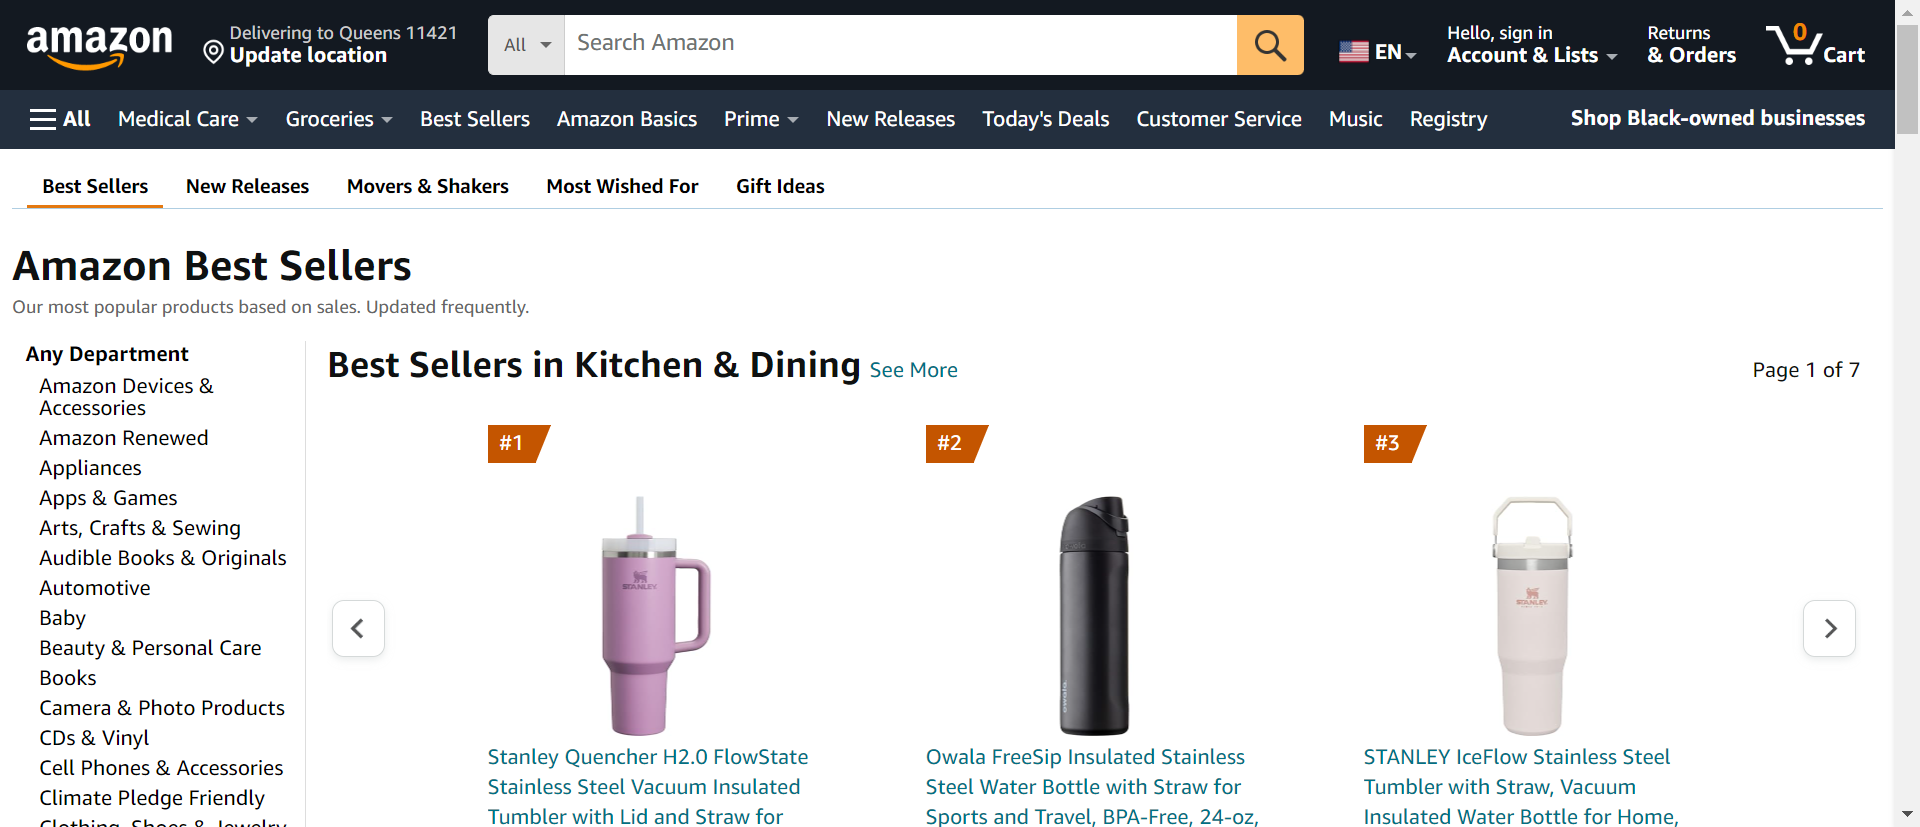 amazon
Delivering to Queens 11421
Update location
All
Search Amazon
EN
Hello, sign in
Account & Lists
Returns
& Orders
0
Cart
All
Medical Care
Groceries
Best Sellers
Amazon Basics
Prime
New Releases
Today's Deals
Customer Service
Music
Registry
Shop Black-owned businesses
Best Sellers
New Releases
Movers & Shakers
Most Wished For
Gift Ideas
Amazon Best Sellers
Our most popular products based on sales. Updated frequently.
Any Department
Amazon Devices &
Accessories
Amazon Renewed
Appliances
Apps & Games
Arts, Crafts & Sewing
Audible Books & Originals
Automotive
Baby
Beauty & Personal Care
Books
Camera & Photo Products
CDs & Vinyl
Cell Phones & Accessories
Climate Pledge Friendly
Clothing, Shoes & Jewelry
Best Sellers in Kitchen & Dining See More
Page 1 of 7
#1
STANLEY
Stanley Quencher H2.0 FlowState
Stainless Steel Vacuum Insulated
Tumbler with Lid and Straw for
#2
owala
Owala FreeSip Insulated Stainless
Steel Water Bottle with Straw for
Sports and Travel, BPA-Free, 24-oz,
#3
STANLEY
STANLEY IceFlow Stainless Steel
Tumbler with Straw, Vacuum
Insulated Water Bottle for Home,